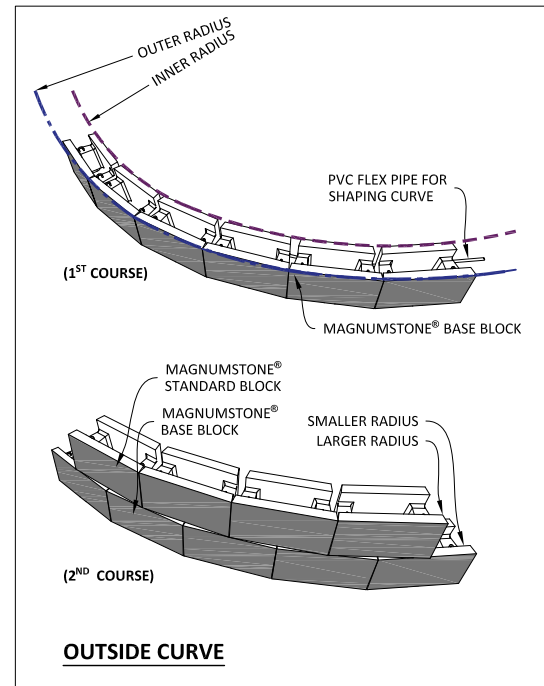 OUTER RADIUS
INNER RADIUS
PVC FLEX PIPE FOR
SHAPING CURVE
(1ST COURSE)
MAGNUMSTONE® BASE BLOCK
MAGNUMSTONE®
STANDARD BLOCK
MAGNUMSTONE®
BASE BLOCK
SMALLER RADIUS
LARGER RADIUS
(2ND COURSE)
OUTSIDE CURVE